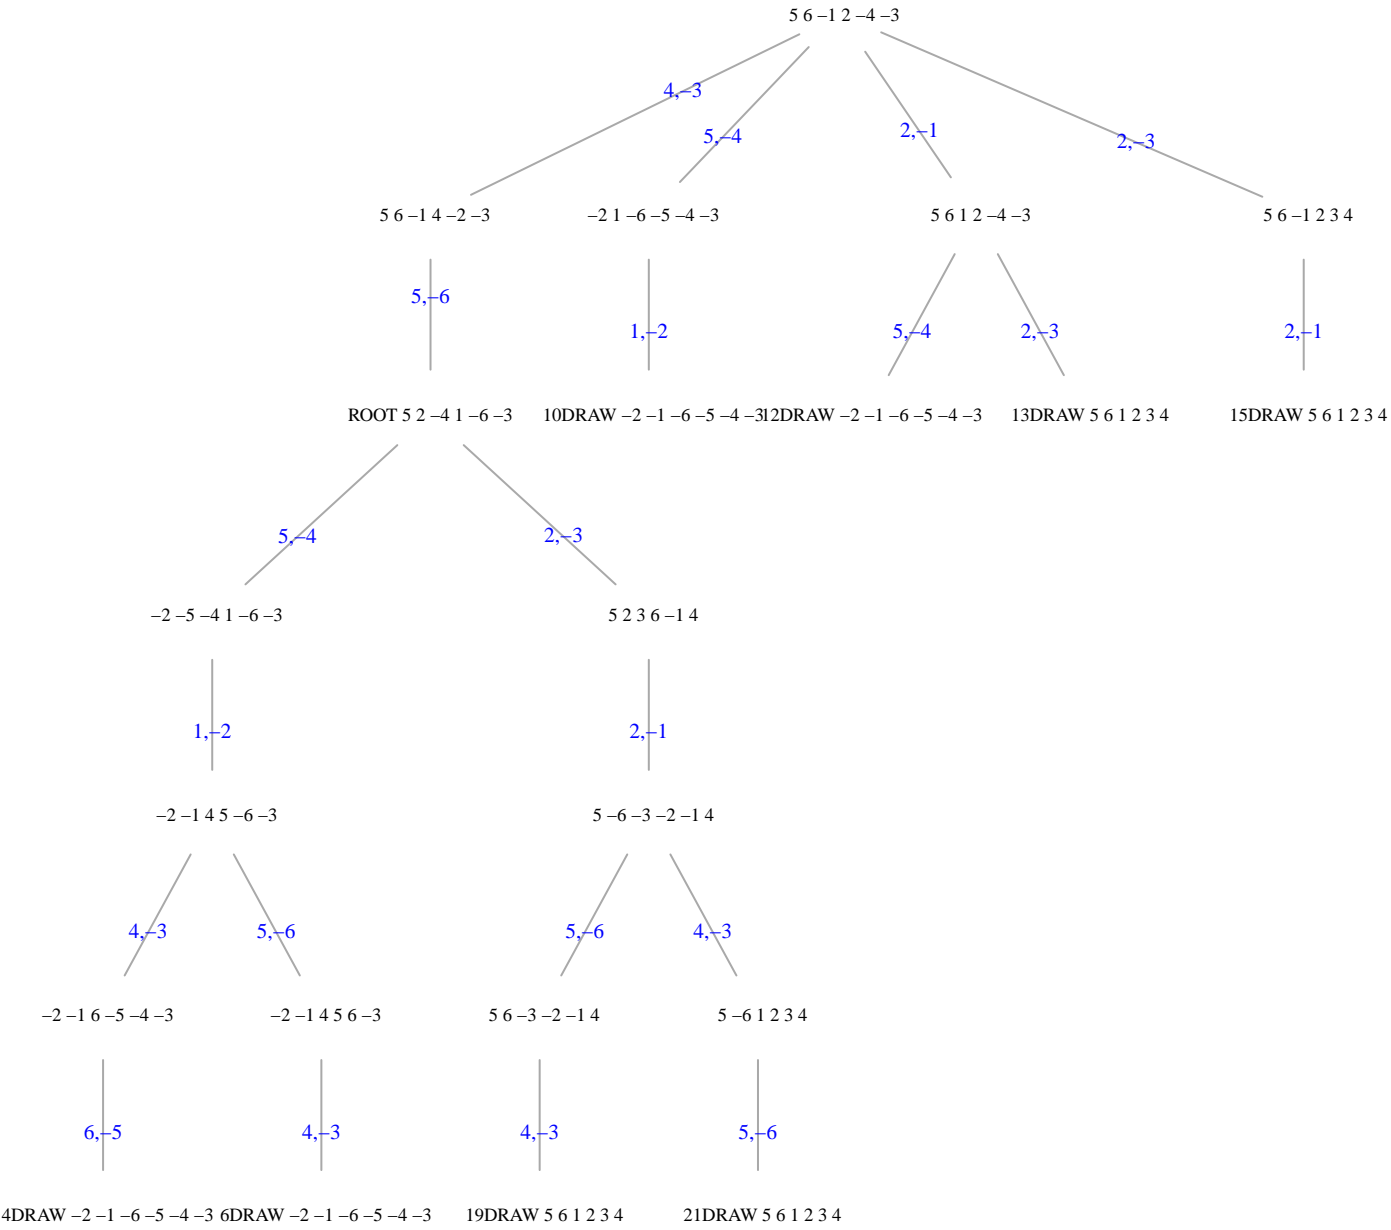 5 6 –1 2 –4 –3
4,–3
5,–4
2,–1
2,–3
5 6 –1 4 –2 –3
–2 1 –6 –5 –4 –3
5 6 1 2 –4 –3
5 6 –1 2 3 4
5,–6
1,–2
5,–4
2,–3
2,–1
ROOT 5 2 –4 1 –6 –3
10DRAW –2 –1 –6 –5 –4 –3
12DRAW –2 –1 –6 –5 –4 –3
13DRAW 5 6 1 2 3 4
15DRAW 5 6 1 2 3 4
5,–4
2,–3
–2 –5 –4 1 –6 –3
5 2 3 6 –1 4
1,–2
2,–1
–2 –1 4 5 –6 –3
5 –6 –3 –2 –1 4
4,–3
5,–6
5,–6
4,–3
–2 –1 6 –5 –4 –3
–2 –1 4 5 6 –3
5 6 –3 –2 –1 4
5 –6 1 2 3 4
6,–5
4,–3
4,–3
5,–6
4DRAW –2 –1 –6 –5 –4 –3
6DRAW –2 –1 –6 –5 –4 –3
19DRAW 5 6 1 2 3 4
21DRAW 5 6 1 2 3 4